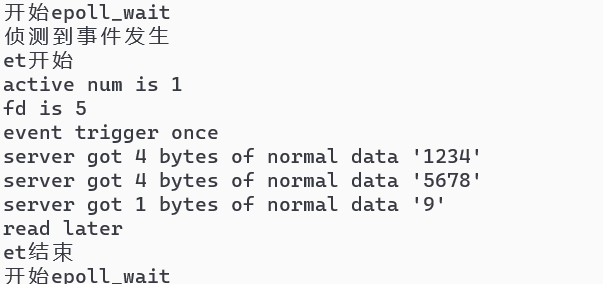 开始epoll_wait
侦测到事件发生
et开始
active num is 1
fd is 5
event trigger once
server got 4 bytes of normal data '1234'
server got 4 bytes of normal data '5678'
server got 1 bytes of normal data '9'
read later
et结束
开始epoll_wait